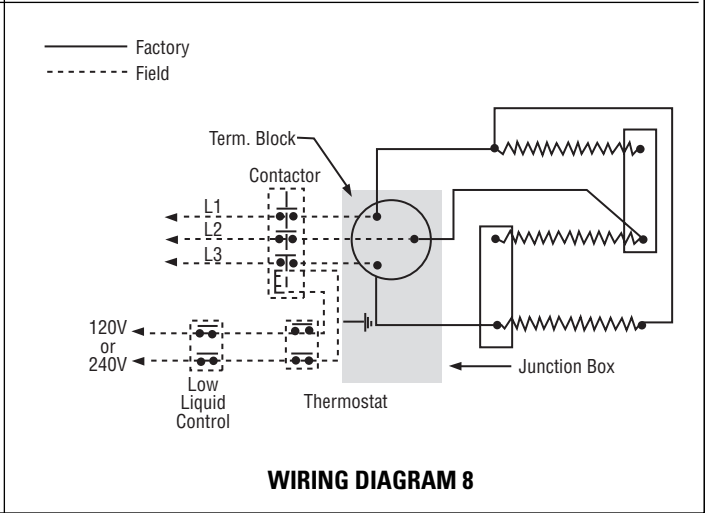 Factory
Field
Term. Block
Contactor
L1
L2
L3
120V
or
240V
Low
Liquid
Control
Thermostat
Junction Box
WIRING DIAGRAM 8